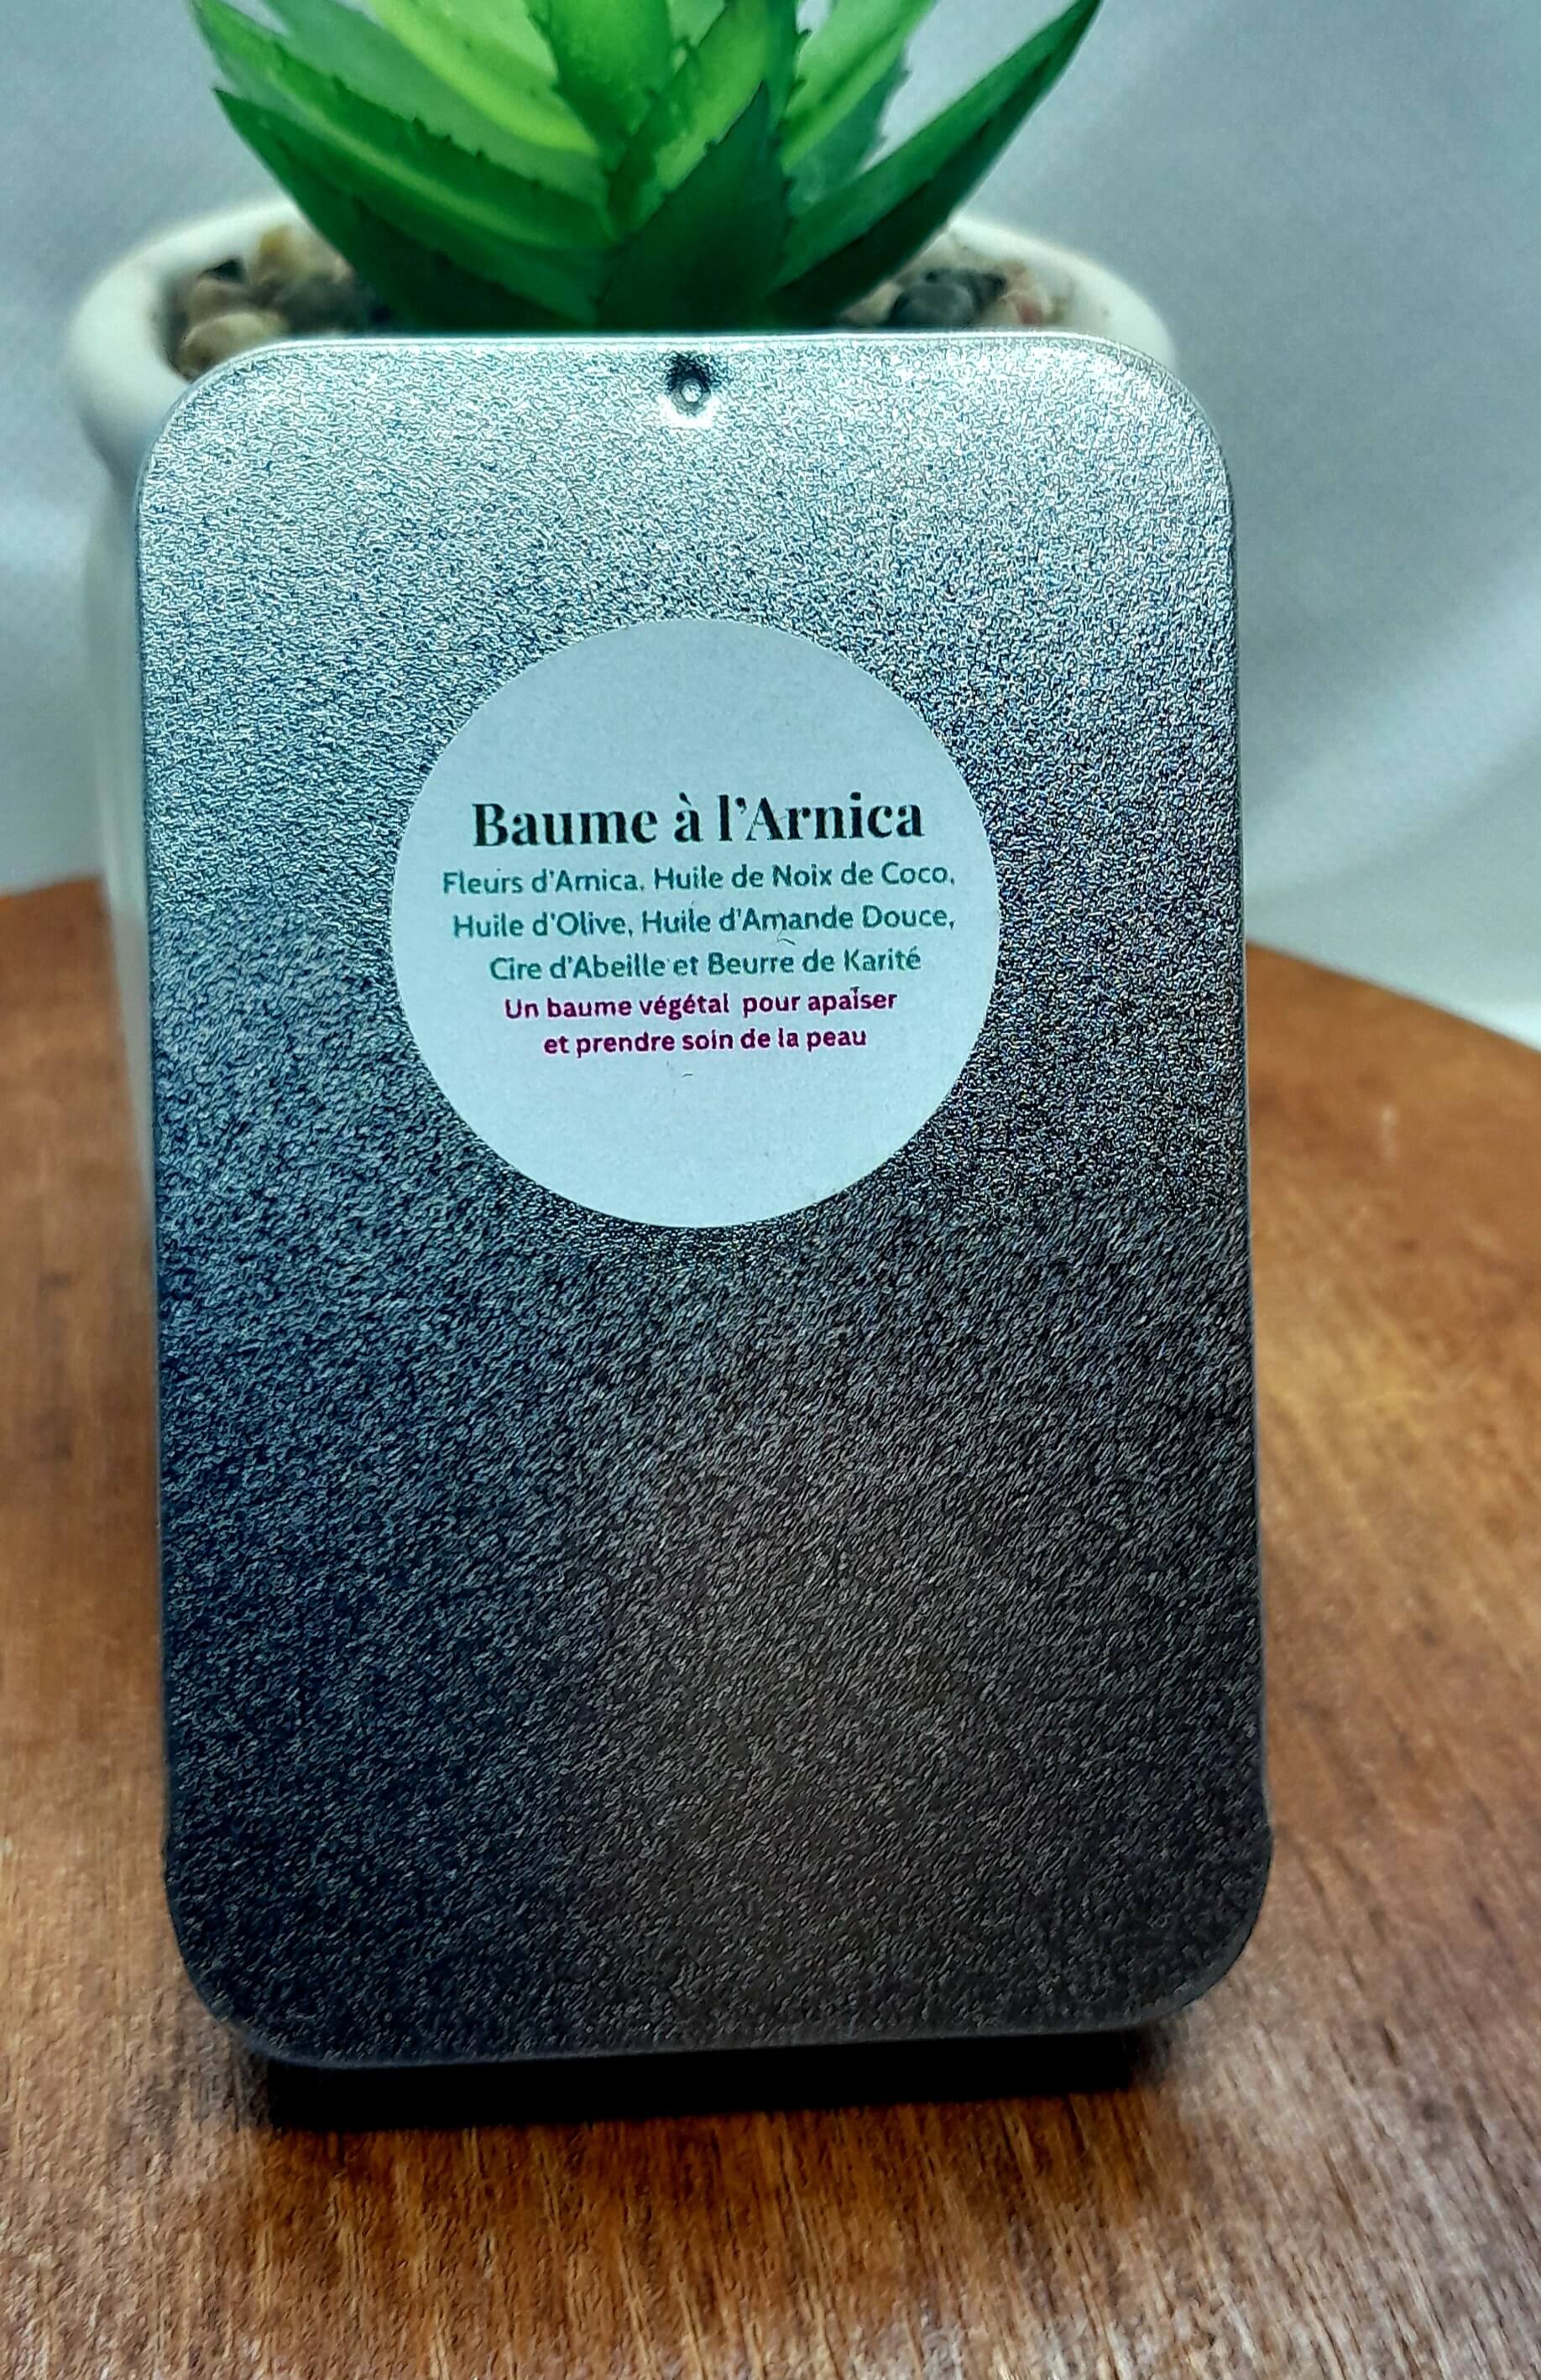 Baume à l'Arnica
Fleurs d'Arnica, Huile de Noix de Coco,
Huile d'Olive, Huile d'Amande Douce,
Cire d'Abeille et Beurre de Karité
Un baume végétal pour apaiser
et prendre soin de la peau